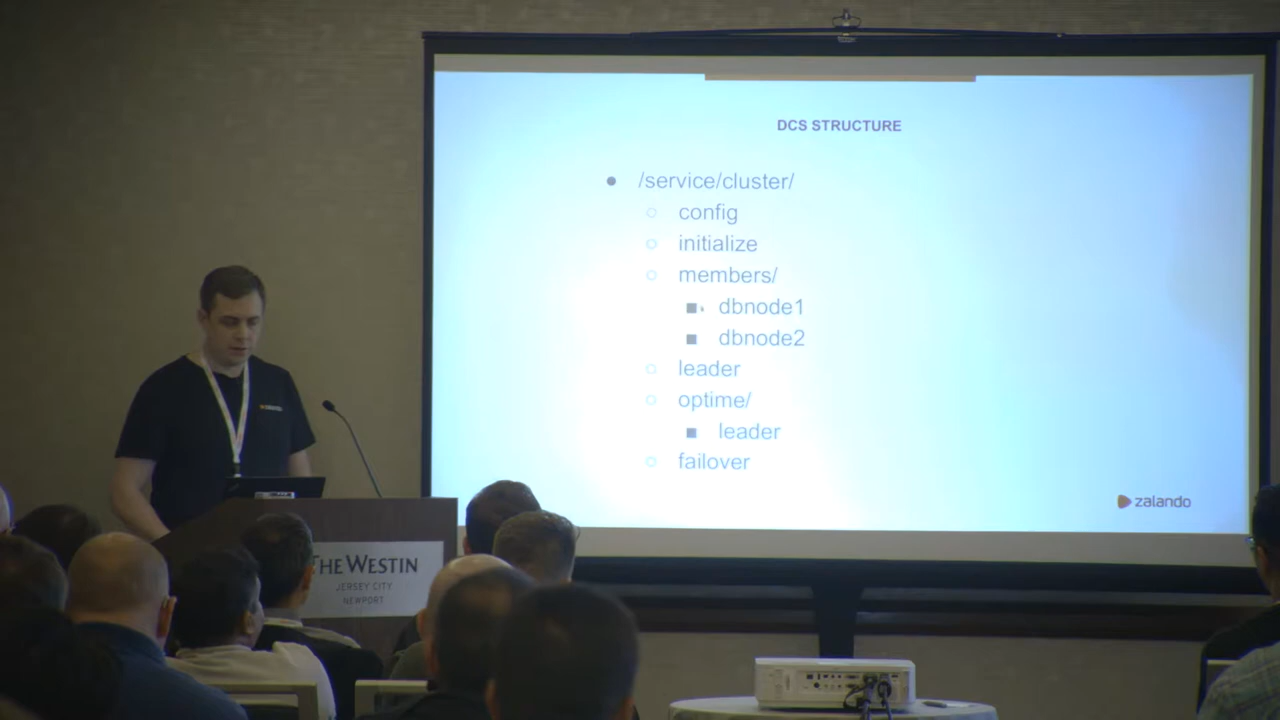 DCS STRUCTURE
/service/cluster/
config
initialize
members/
dbnode1
dbnode2
leader
optime/
leader
failover
zalando
zalando
THE WESTIN
JERSEY CITY
NEWPORT